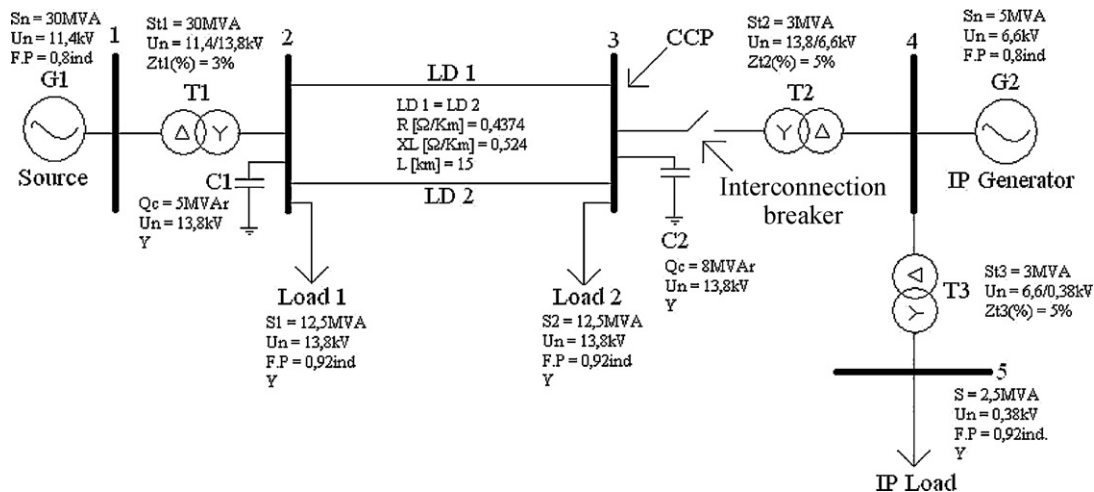 Sn = 30MVA
Un = 11,4kV
F.P = 0,8ind
G1
Source
1
St1 = 30MVA
Un = 11,4/13,8kV
Zt1(%) = 3%
T1
2
C1
Qc = 5MVAr
Un = 13,8kV
Y
LD 1
LD 1 = LD 2
R [Ω/Km] = 0,4374
XL [Ω/Km] = 0,524
L [km] = 15
LD 2
Load 1
S1 = 12,5MVA
Un = 13,8kV
F.P = 0,92ind
Y
3
CCP
Load 2
S2 = 12,5MVA
Un = 13,8kV
F.P = 0,92ind
Y
C2
Qc = 8MVAr
Un = 13,8kV
Y
Interconnection
breaker
St2 = 3MVA
Un = 13,8/6,6kV
Zt2(%) = 5%
T2
4
Sn = 5MVA
Un = 6,6kV
F.P = 0,8ind
G2
IP Generator
T3
St3 = 3MVA
Un = 6,6/0,38kV
Zt3(%) = 5%
5
S = 2,5MVA
Un = 0,38kV
F.P = 0,92ind.
Y
IP Load